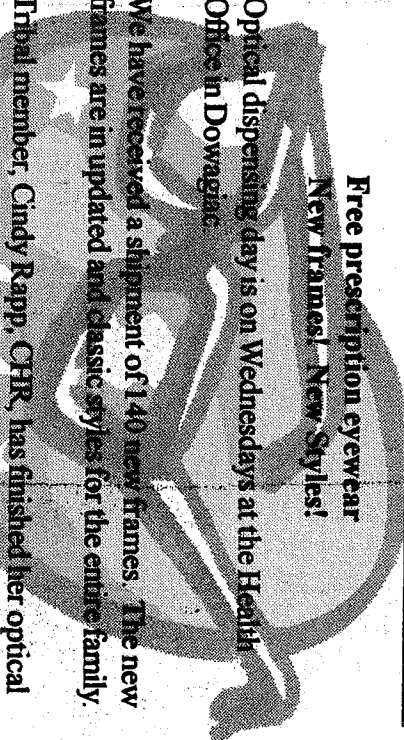 Free prescription eyewear
New frames! New Styles!
Optical dispensing day is on Wednesdays at the Health
Office in Dowagiac.
We have received a shipment of 140 new frames. The new
frames are in updated and classic styles for the entire family.
Tribal member, Cindy Rapp, CHR, has finished her optical